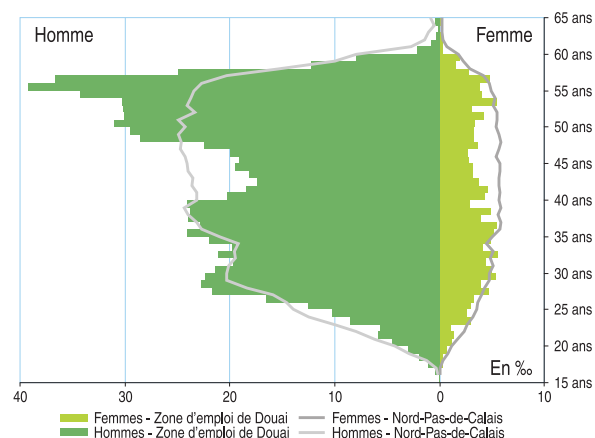 Homme
Femme
65 ans
60 ans
55 ans
50 ans
45 ans
40 ans
35 ans
30 ans
25 ans
20 ans
15 ans
En ‰
40 30 20 10 0 10
Femmes - Zone d'emploi de Douai Femmes - Nord-Pas-de-Calais
Hommes - Zone d'emploi de Douai Hommes - Nord-Pas-de-Calais